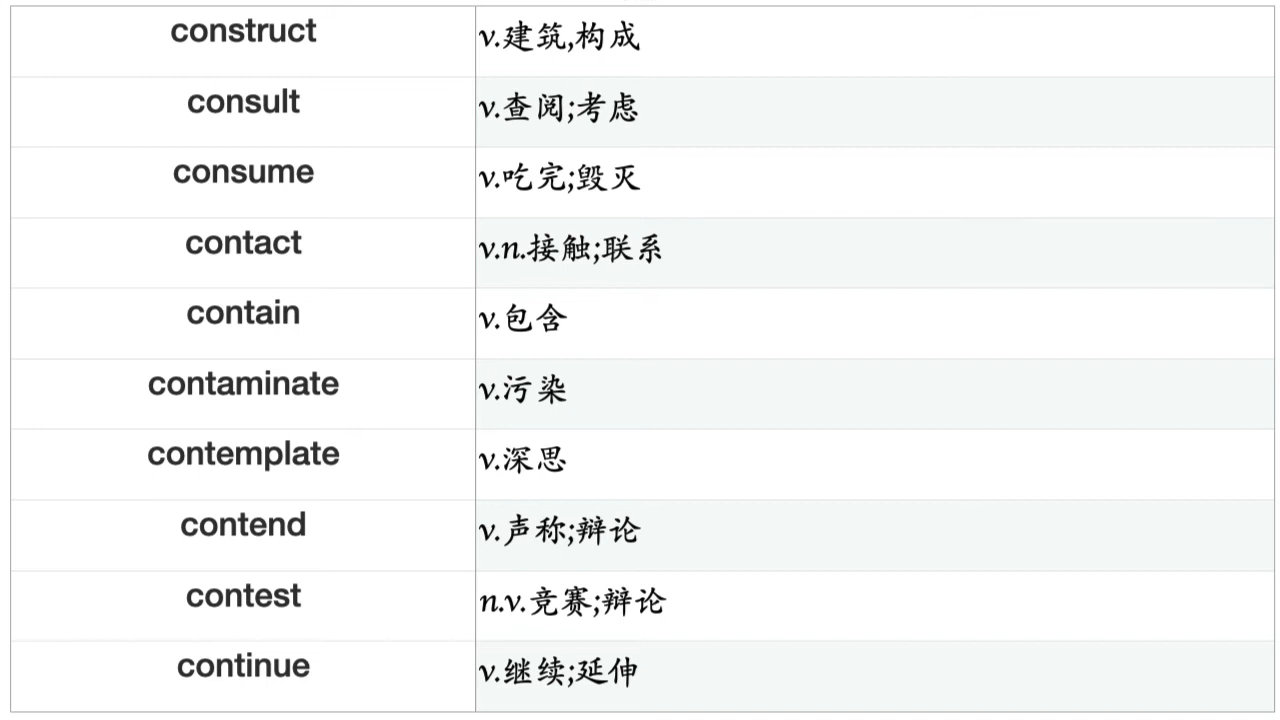 construct v.建筑,构成
consult v.查阅;考虑
consume v.吃完;毁灭
contact v.n.接触;联系
contain v.包含
contaminate v.污染
contemplate v.深思
contend v.声称;辩论
contest n.v.竞赛;辩论
continue v.继续;延伸